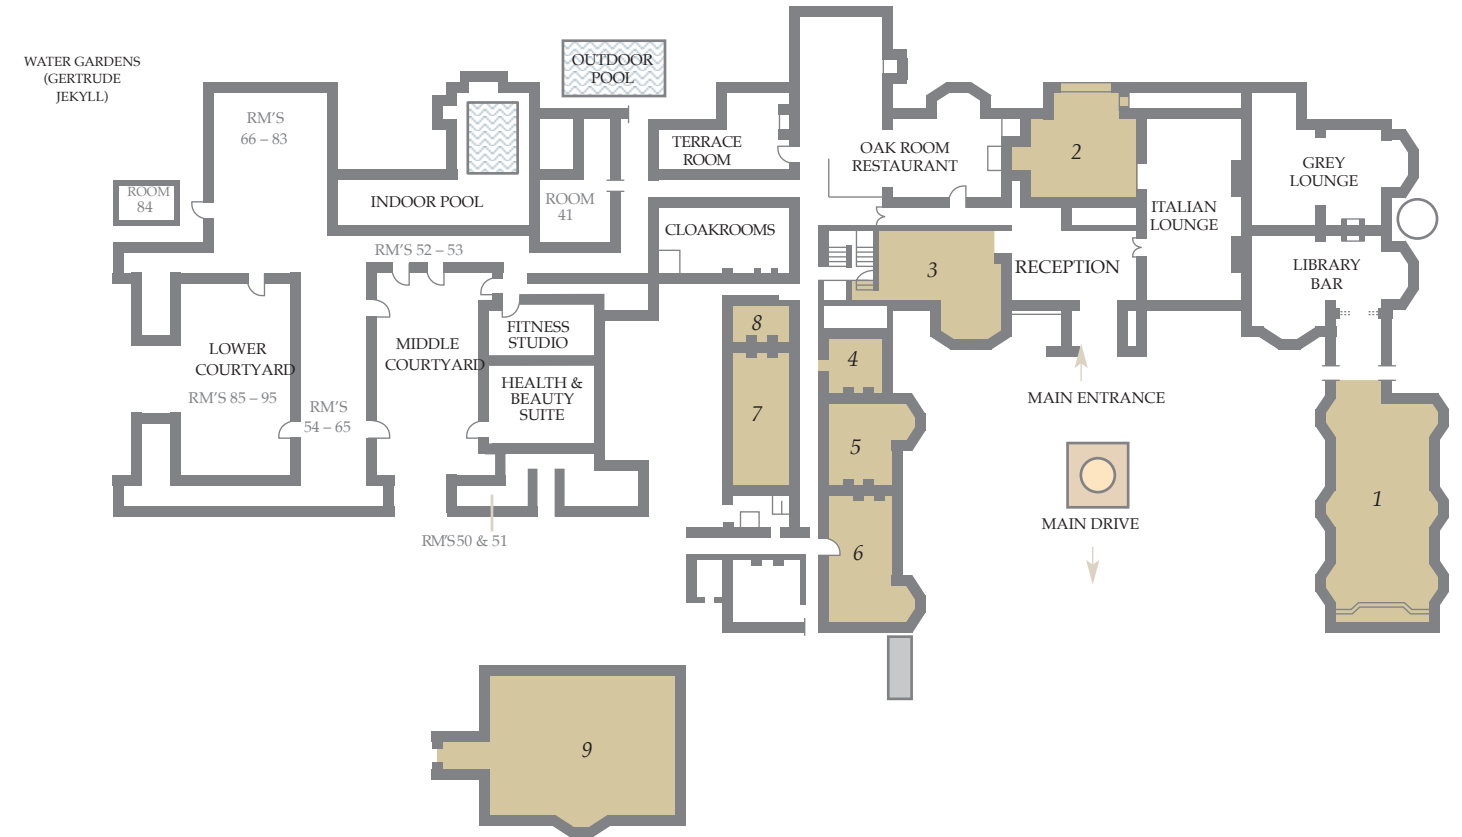 WATER GARDENS
(GERTRUDE
JEKYLL)
OUTDOOR
POOL
RM'S
66 – 83
TERRACE
ROOM
OAK ROOM
RESTAURANT
2
GREY
LOUNGE
ROOM
84
INDOOR POOL
ROOM
41
ITALIAN
LOUNGE
CLOAKROOMS
RM'S 52 – 53
3
RECEPTION
LIBRARY
BAR
8
FITNESS
STUDIO
LOWER
COURTYARD
MIDDLE
COURTYARD
4
RM'S 85 – 95
HEALTH &
BEAUTY
SUITE
MAIN ENTRANCE
RM'S
54 – 65
7
5
1
MAIN DRIVE
RM'S50 & 51
6
9